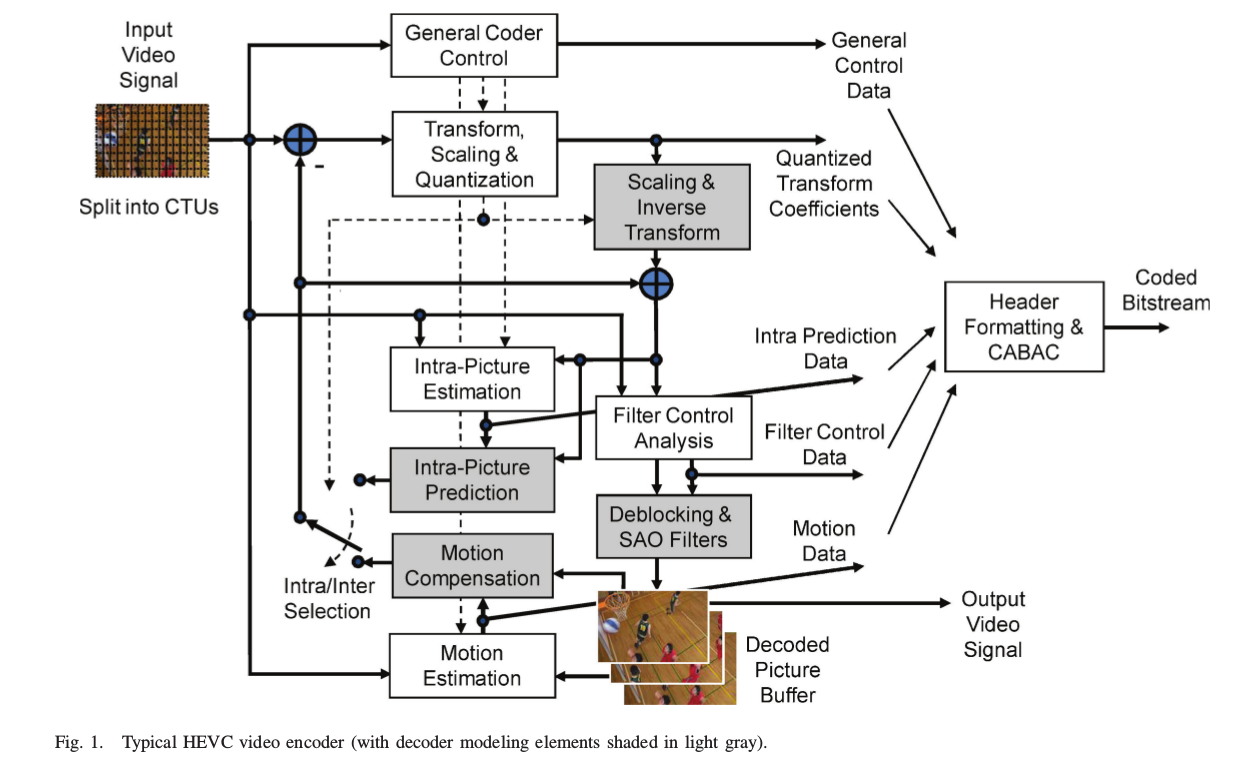 Input
Video
Signal
Split into CTUs
General Coder
Control
Transform,
Scaling &
Quantization
-
Scaling &
Inverse
Transform
Intra-Picture
Estimation
Intra-Picture
Prediction
Filter Control
Analysis
Deblocking &
SAO Filters
Motion
Compensation
Motion
Estimation
Intra/Inter
Selection
General
Control
Data
Quantized
Transform
Coefficients
Intra Prediction
Data
Filter Control
Data
Motion
Data
Header
Formatting &
CABAC
Coded
Bitstream
Output
Video
Signal
Decoded
Picture
Buffer
Fig. 1. Typical HEVC video encoder (with decoder modeling elements shaded in light gray).